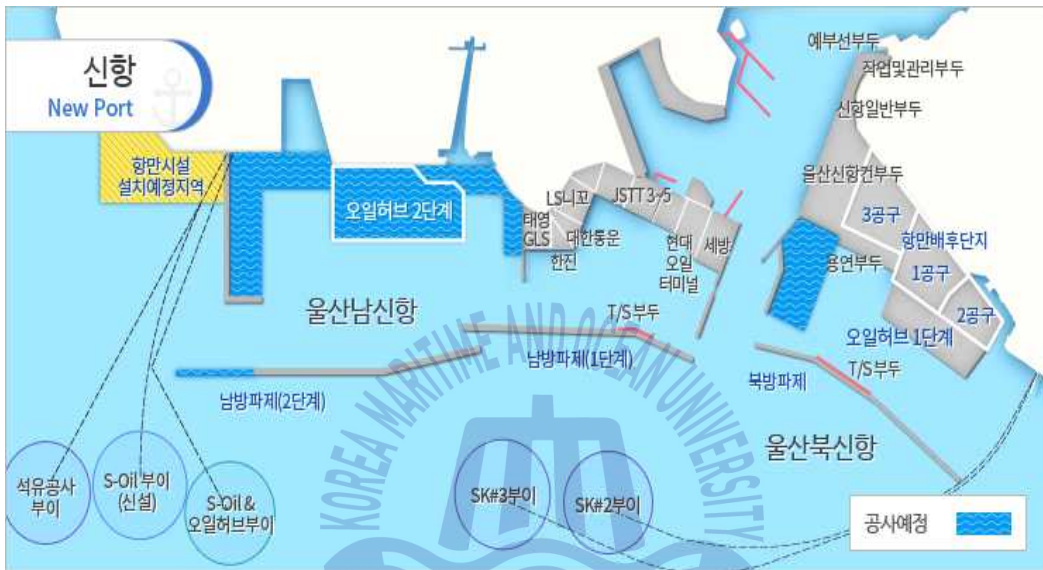 신항
New Port
항만시설
설치예정지역
오일허브 2단계
태영
GLS
LS니꼬
대한통운
한진
JSTT 3~5
현대
오일
터미널
세방
예부선부두
작업및관리부두
신항일반부두
울산신항컨부두
3공구
항만배후단지
용연부두
1공구
2공구
오일허브 1단계
울산남신항
T/S부두
남방파제(1단계)
남방파제(2단계)
북방파제
T/S부두
울산북신항
석유공사
부이
S-Oil 부이
(신설)
S-Oil &
오일허브부이
SK#3부이
SK#2부이
공사예정
KOREA MARITIME AND OCEAN UNIVERSITY